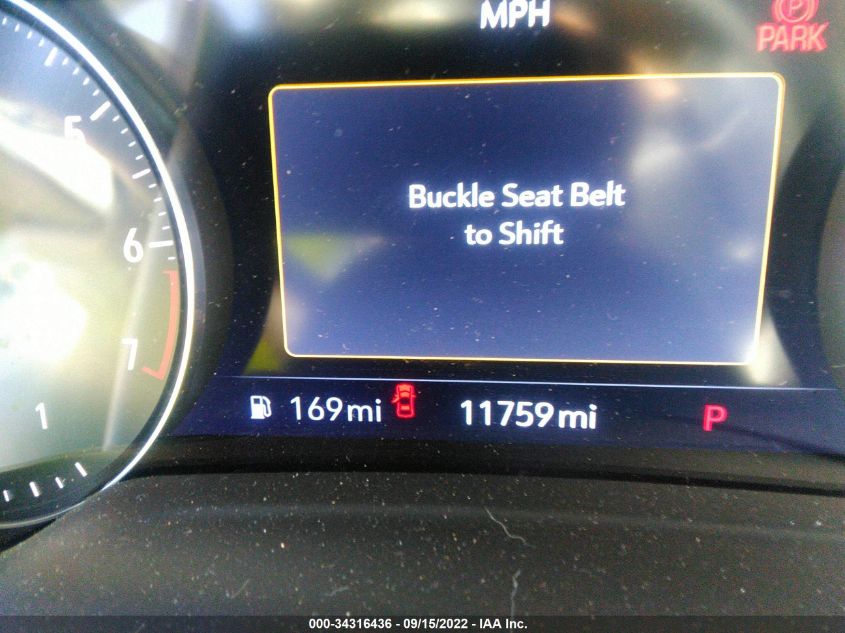 MPH
P
PARK
5
6
7
1
Buckle Seat Belt
to Shift
169mi
11759mi
P
000-34316436 - 09/15/2022 - IAA Inc.